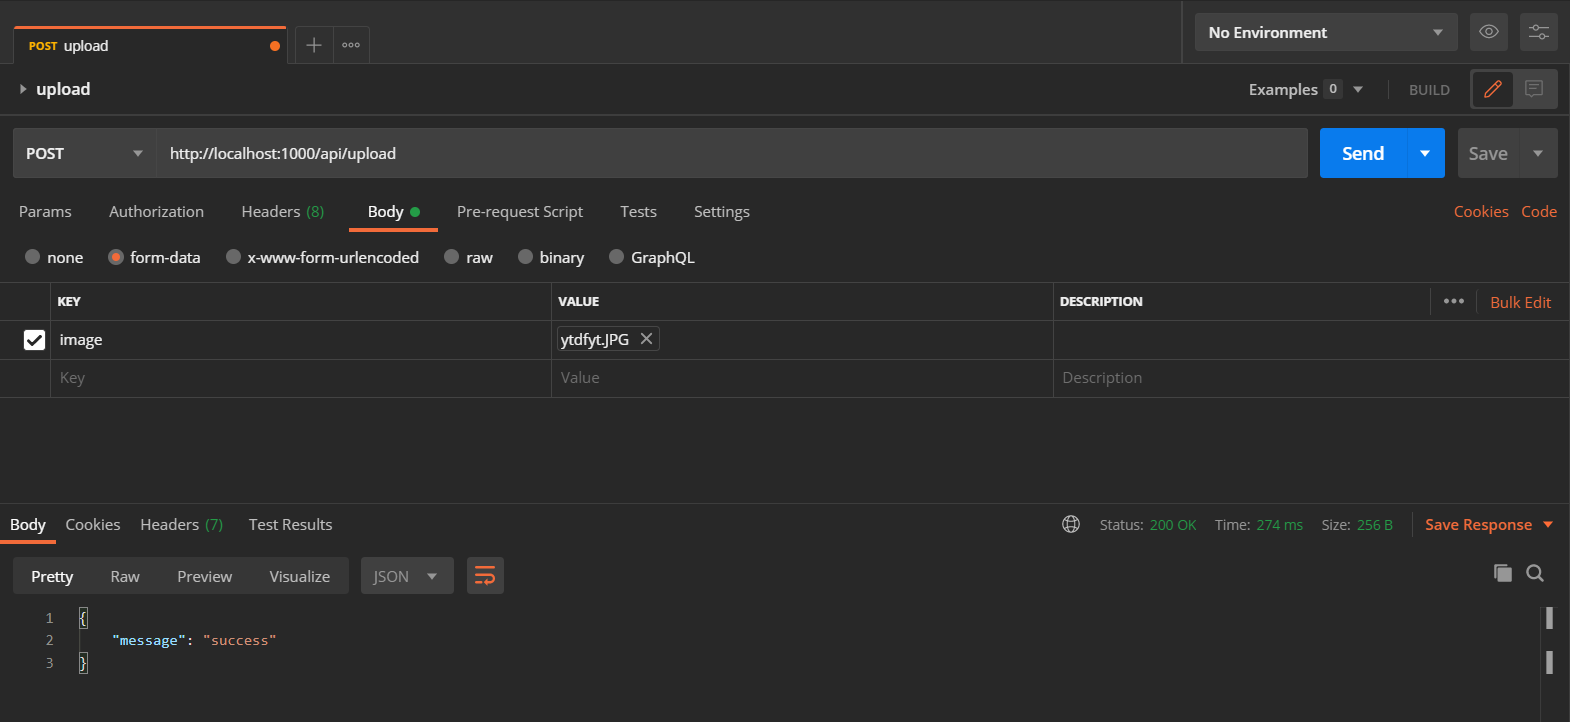 POST upload
No Environment
upload
Examples 0
BUILD
POST http://localhost:1000/api/upload Send Save
Params Authorization Headers (8) Body Pre-request Script Tests Settings Cookies Code
none form-data x-www-form-urlencoded raw binary GraphQL
KEY VALUE DESCRIPTION Bulk Edit
image ytdfyt.JPG
Key Value Description
Body Cookies Headers (7) Test Results Status: 200 OK Time: 274 ms Size: 256 B Save Response
Pretty Raw Preview Visualize JSON
1 {
2 "message": "success"
3 }